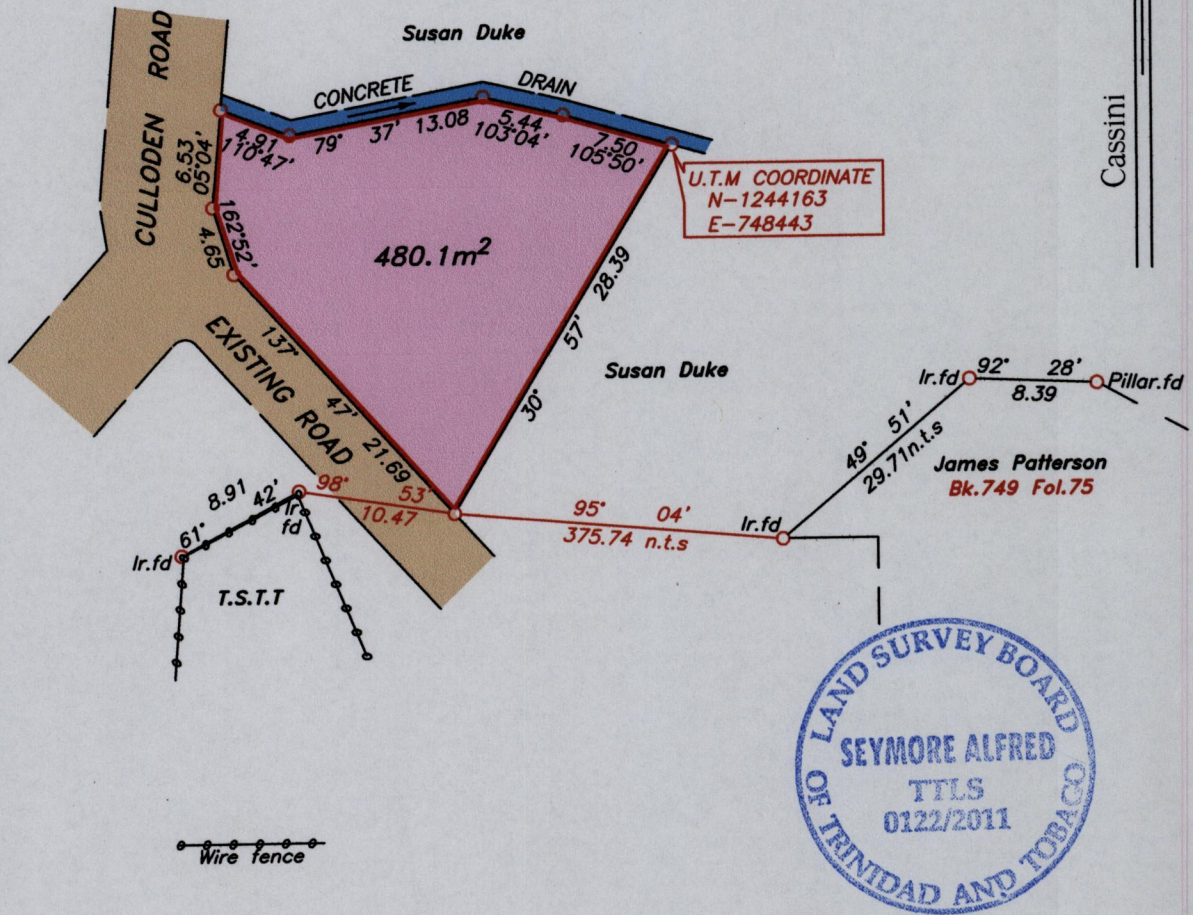 Susan Duke
CULLODEN ROAD
CONCRETE
DRAIN
4.91
110°47'
79° 37' 13.08
5.44
103°04'
7.50
105°50'
6.53
05°04'
162°52'
4.65
Cassini
U.T.M COORDINATE
N-1244163
E-748443
480.1m²
28.39
30° 57'
EXISTING ROAD
137° 47' 21.69
Susan Duke
Ir.fd
92° 28'
8.39
Pillar.fd
49° 51'
29.71n.t.s
James Patterson
Bk.749 Fol.75
8.91
61° 42'
Ir.fd
Ir
fd
98° 53'
10.47
95° 04'
375.74 n.t.s
Ir.fd
T.S.T.T
Wire fence
LAND SURVEY BOARD
SEYMORE ALFRED
TTLS
0122/2011
OF TRINIDAD AND TOBAGO